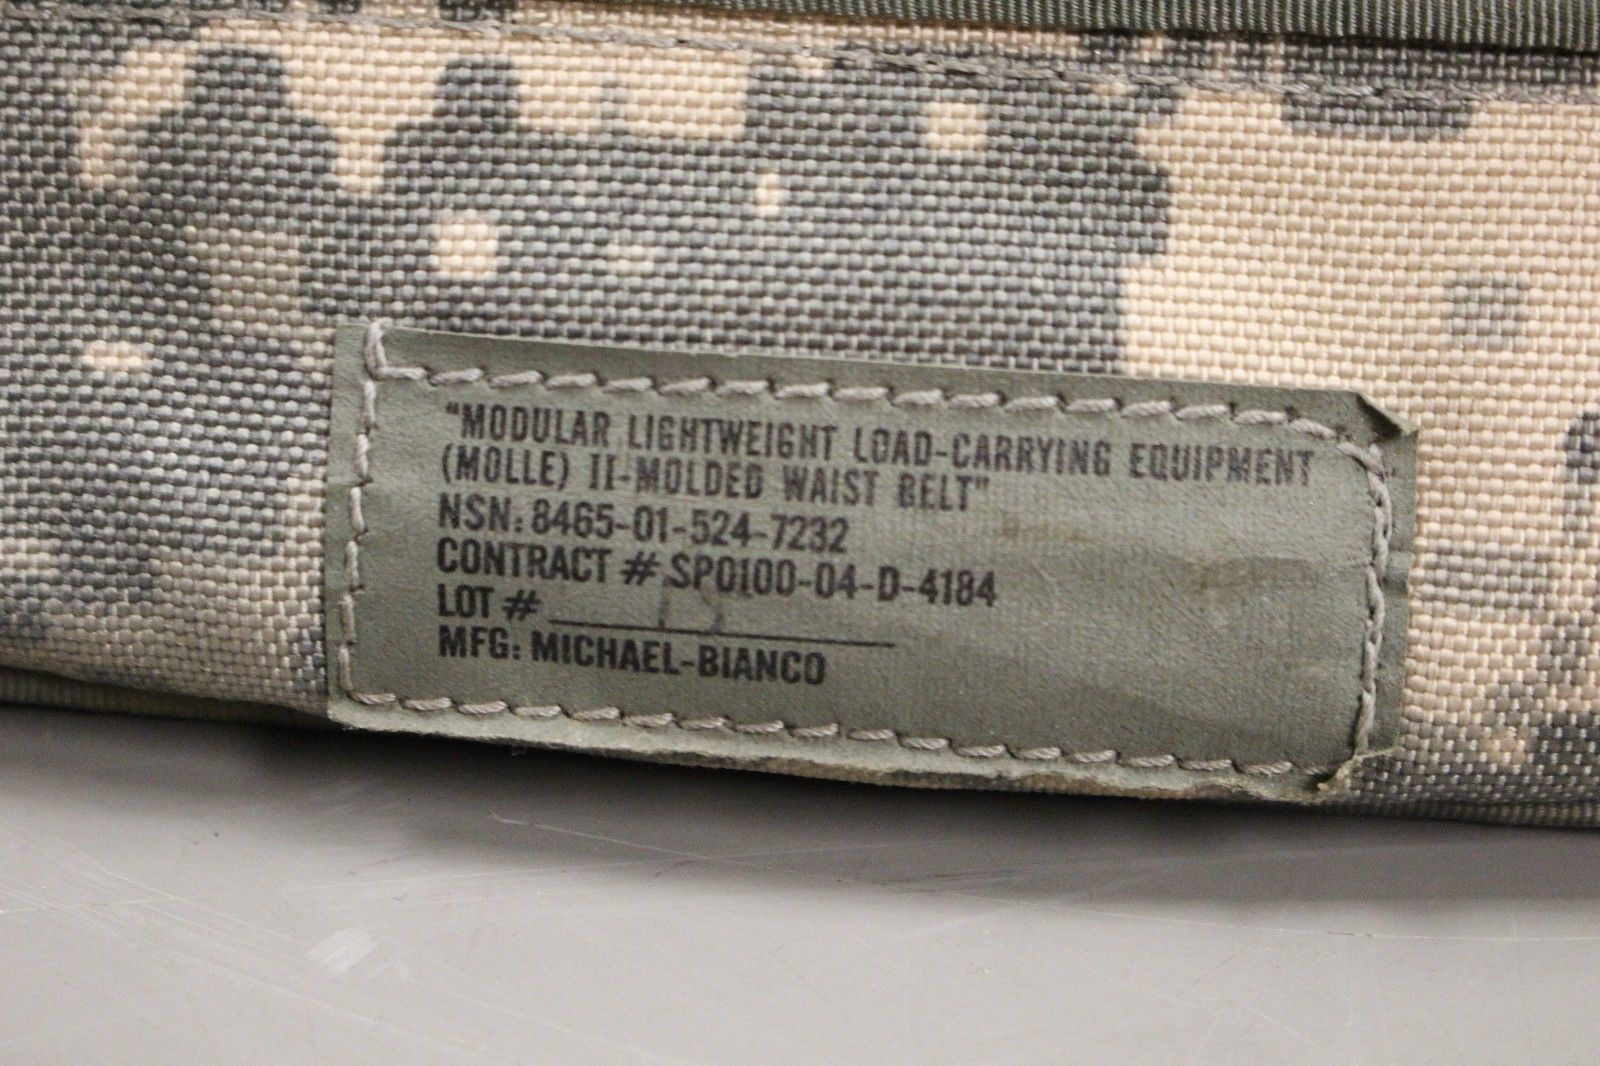 "MODULAR LIGHTWEIGHT LOAD-CARRYING EQUIPMENT
(MOLLE) II-MOLDED WAIST BELT"
NSN: 8465-01-524-7232
CONTRACT # SP0100-04-D-4184
LOT #
MFG: MICHAEL-BIANCO